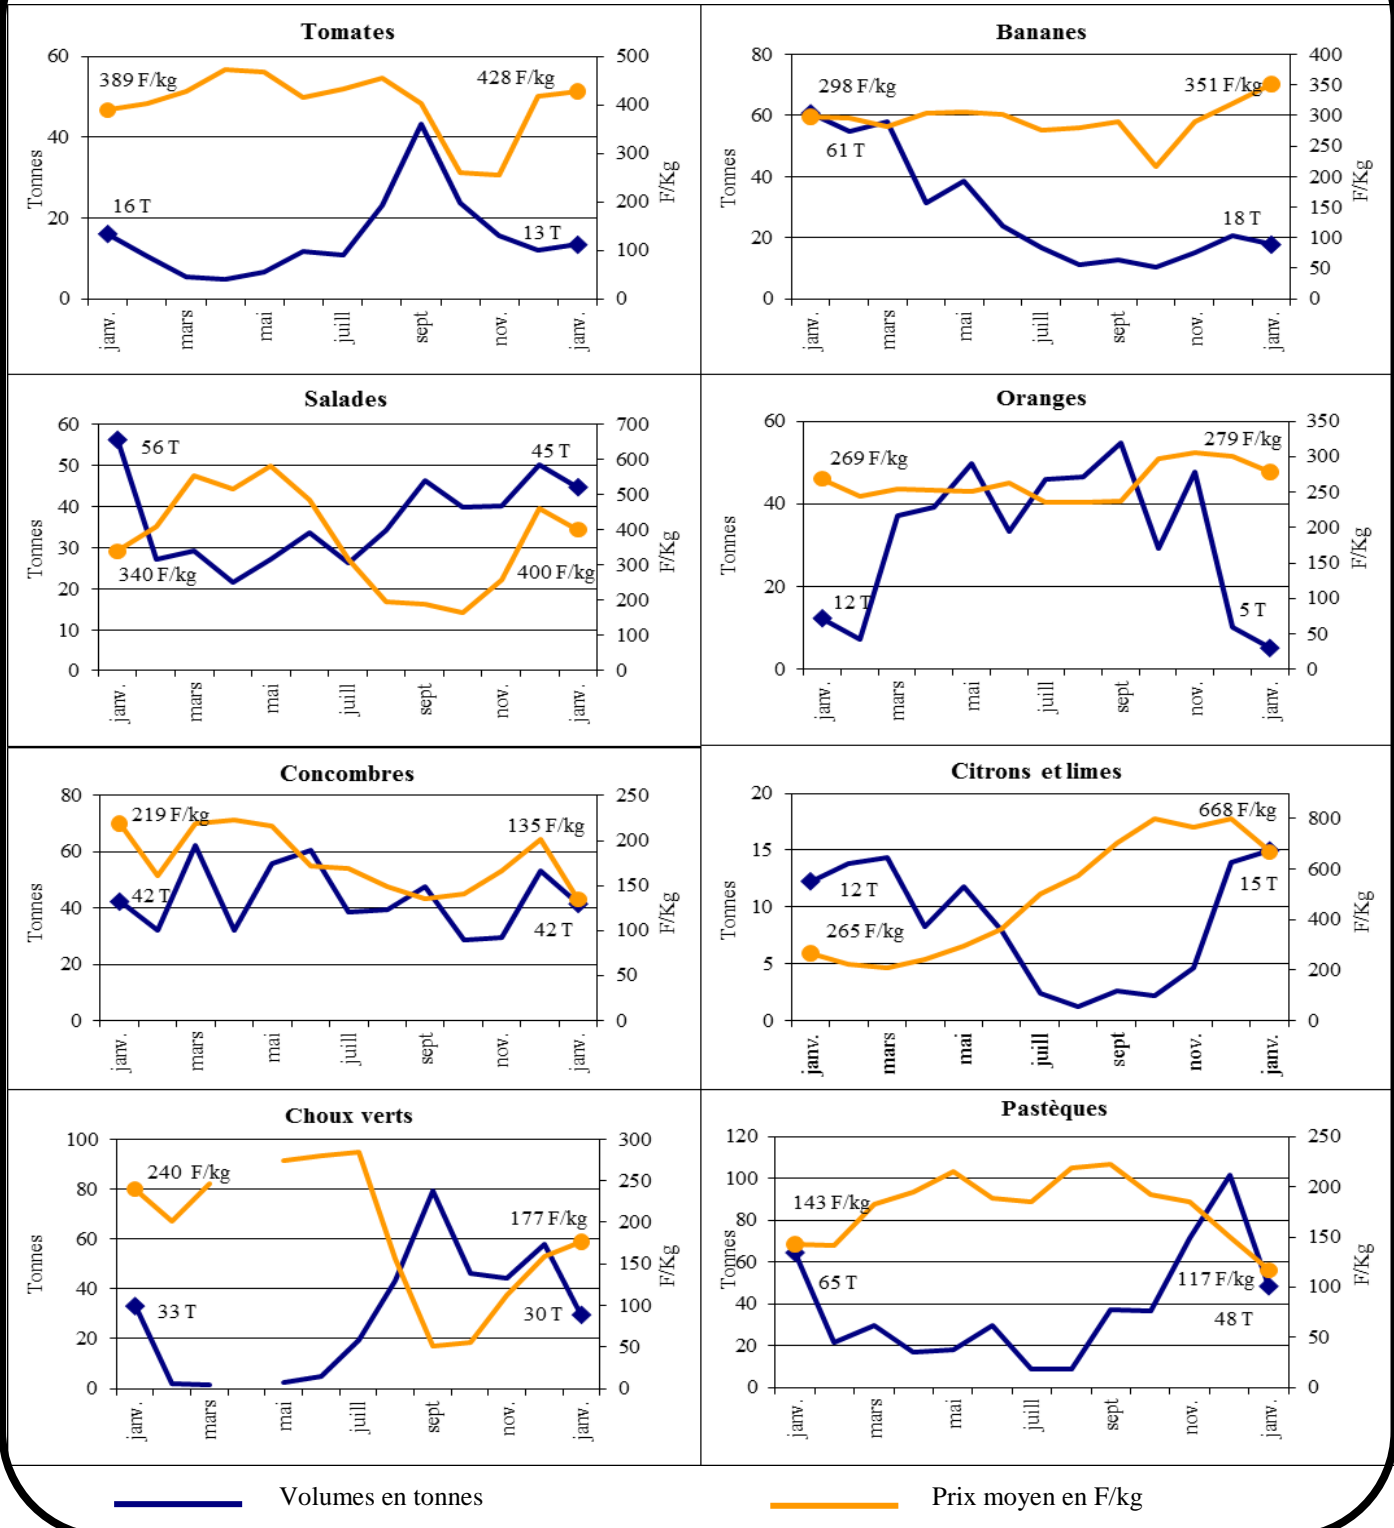 Tomates
60
40
20
0
500
400
300
200
100
0
Tonnes
F/Kg
389 F/kg
428 F/kg
16 T
13 T
janv.
mars
mai
juill
sept
nov.
janv.
Bananes
80
60
40
20
0
400
350
300
250
200
150
100
50
0
Tonnes
F/Kg
298 F/kg
351 F/kg
61 T
18 T
janv.
mars
mai
juill
sept
nov.
janv.
Salades
60
50
40
30
20
10
0
700
600
500
400
300
200
100
0
Tonnes
F/Kg
56 T
45 T
340 F/kg
400 F/kg
janv.
mars
mai
juill
sept
nov.
janv.
Oranges
60
40
20
0
350
300
250
200
150
100
50
0
Tonnes
F/Kg
269 F/kg
279 F/kg
12 T
5 T
janv.
mars
mai
juill
sept
nov.
janv.
Concombres
80
60
40
20
0
250
200
150
100
50
0
Tonnes
F/Kg
219 F/kg
135 F/kg
42 T
42 T
janv.
mars
mai
juill
sept
nov.
janv.
Citrons et limes
20
15
10
5
0
800
600
400
200
0
Tonnes
F/Kg
668 F/kg
12 T
15 T
265 F/kg
janv.
mars
mai
juill
sept
nov.
janv.
Choux verts
100
80
60
40
20
0
300
250
200
150
100
50
0
Tonnes
F/Kg
240 F/kg
177 F/kg
33 T
30 T
janv.
mars
mai
juill
sept
nov.
janv.
Pastèques
120
100
80
60
40
20
0
250
200
150
100
50
0
Tonnes
F/Kg
143 F/kg
65 T
117 F/kg
48 T
janv.
mars
mai
juill
sept
nov.
janv.
Volumes en tonnes
Prix moyen en F/kg